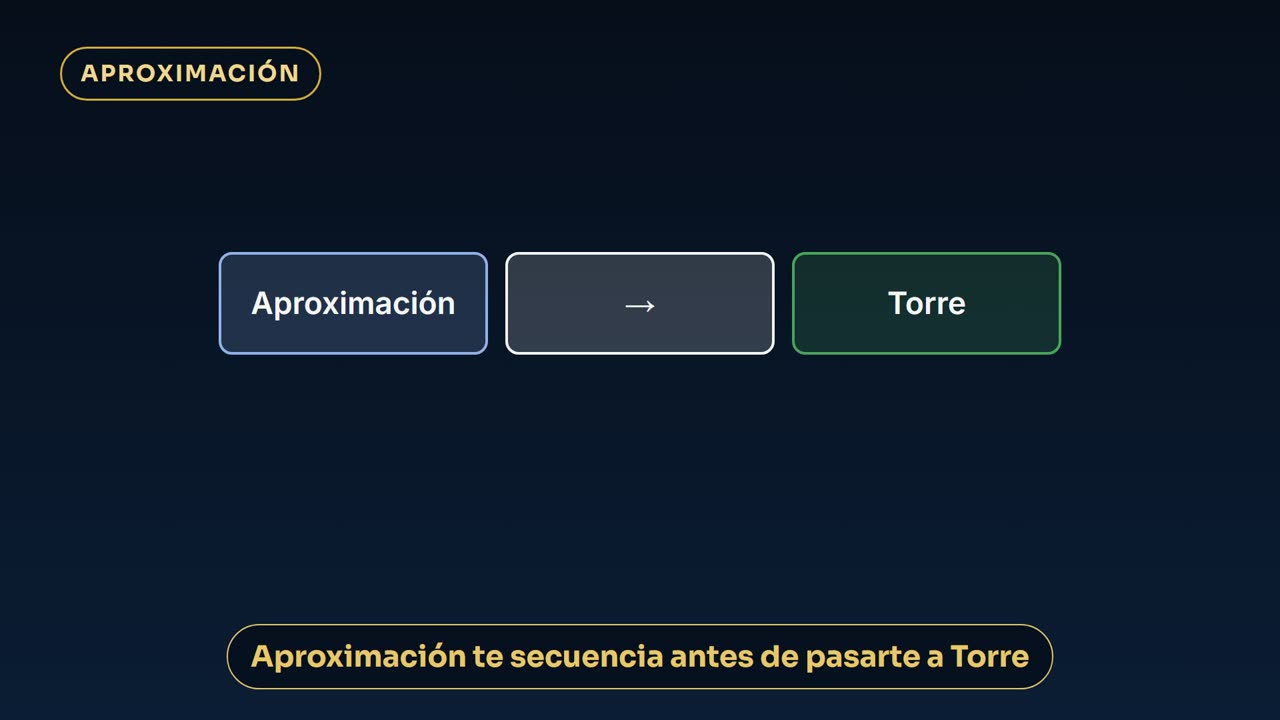 APROXIMACIÓN
Aproximación → Torre
Aproximación te secuencia antes de pasarte a Torre